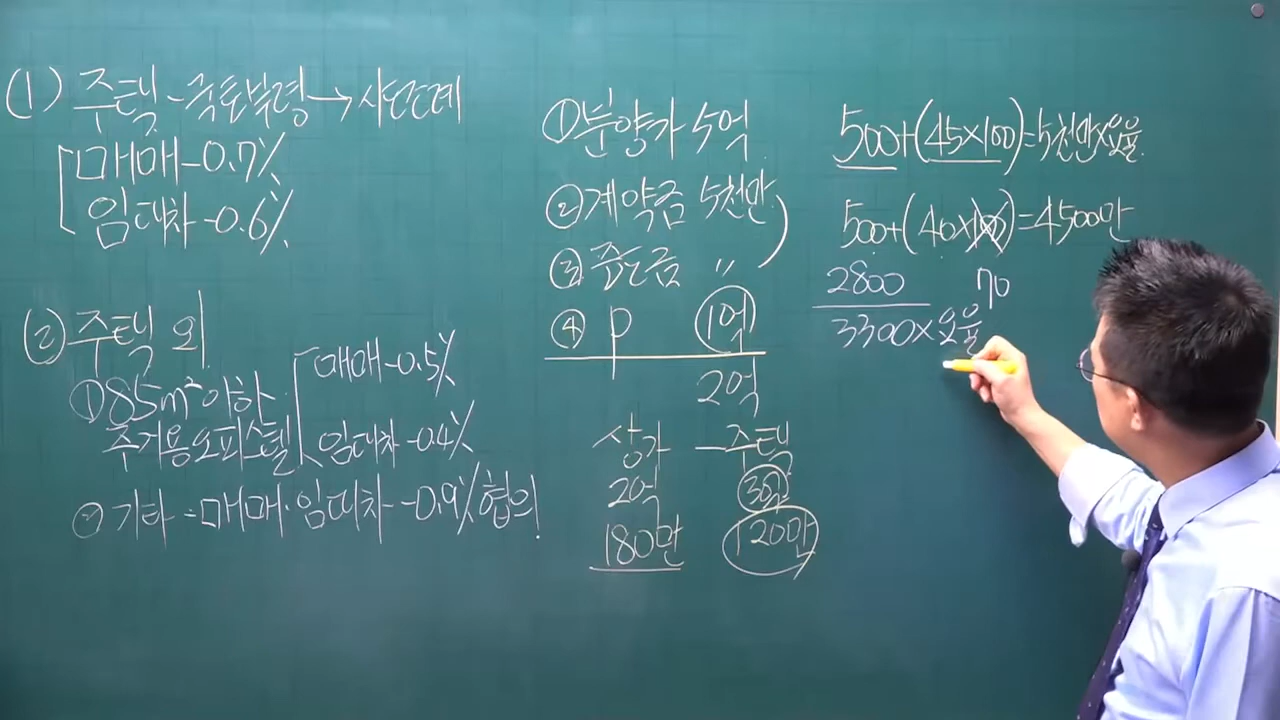 (1) 주택-국토부령→시·도조례
매매-0.7%
임대차-0.6%
(2) 주택 외
①85m²이하
주거용오피스텔
매매-0.5%
임대차-0.4%
②기타:매매·임대차-0.9%협의
①분양가 5억
②계약금 5천만
③중도금 〃
④ P 1억
2억
상가-주택
2억 3억
180만 120만
500+(45×100)=5천만×요율
500+(40×100)=4500만
2800 70
3300×요율